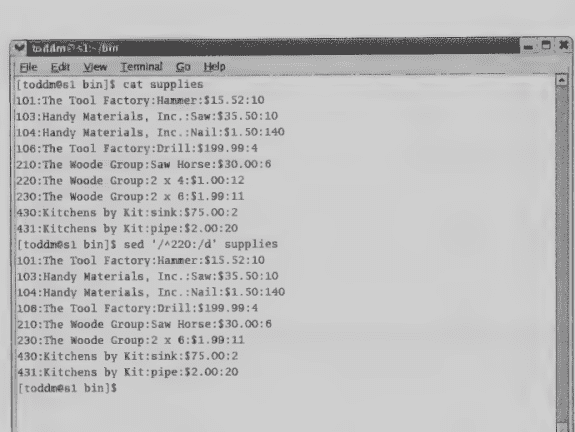 toddm@s1:~/bin
File Edit View Terminal Go Help
[toddm@s1 bin]$ cat supplies
101:The Tool Factory:Hammer:$15.52:10
103:Handy Materials, Inc.:Saw:$35.50:10
104:Handy Materials, Inc.:Nail:$1.50:140
106:The Tool Factory:Drill:$199.99:4
210:The Woode Group:Saw Horse:$30.00:6
220:The Woode Group:2 x 4:$1.00:12
230:The Woode Group:2 x 6:$1.99:11
430:Kitchens by Kit:sink:$75.00:2
431:Kitchens by Kit:pipe:$2.00:20
[toddm@s1 bin]$ sed '/^220:/d' supplies
101:The Tool Factory:Hammer:$15.52:10
103:Handy Materials, Inc.:Saw:$35.50:10
104:Handy Materials, Inc.:Nail:$1.50:140
106:The Tool Factory:Drill:$199.99:4
210:The Woode Group:Saw Horse:$30.00:6
230:The Woode Group:2 x 6:$1.99:11
430:Kitchens by Kit:sink:$75.00:2
431:Kitchens by Kit:pipe:$2.00:20
[toddm@s1 bin]$